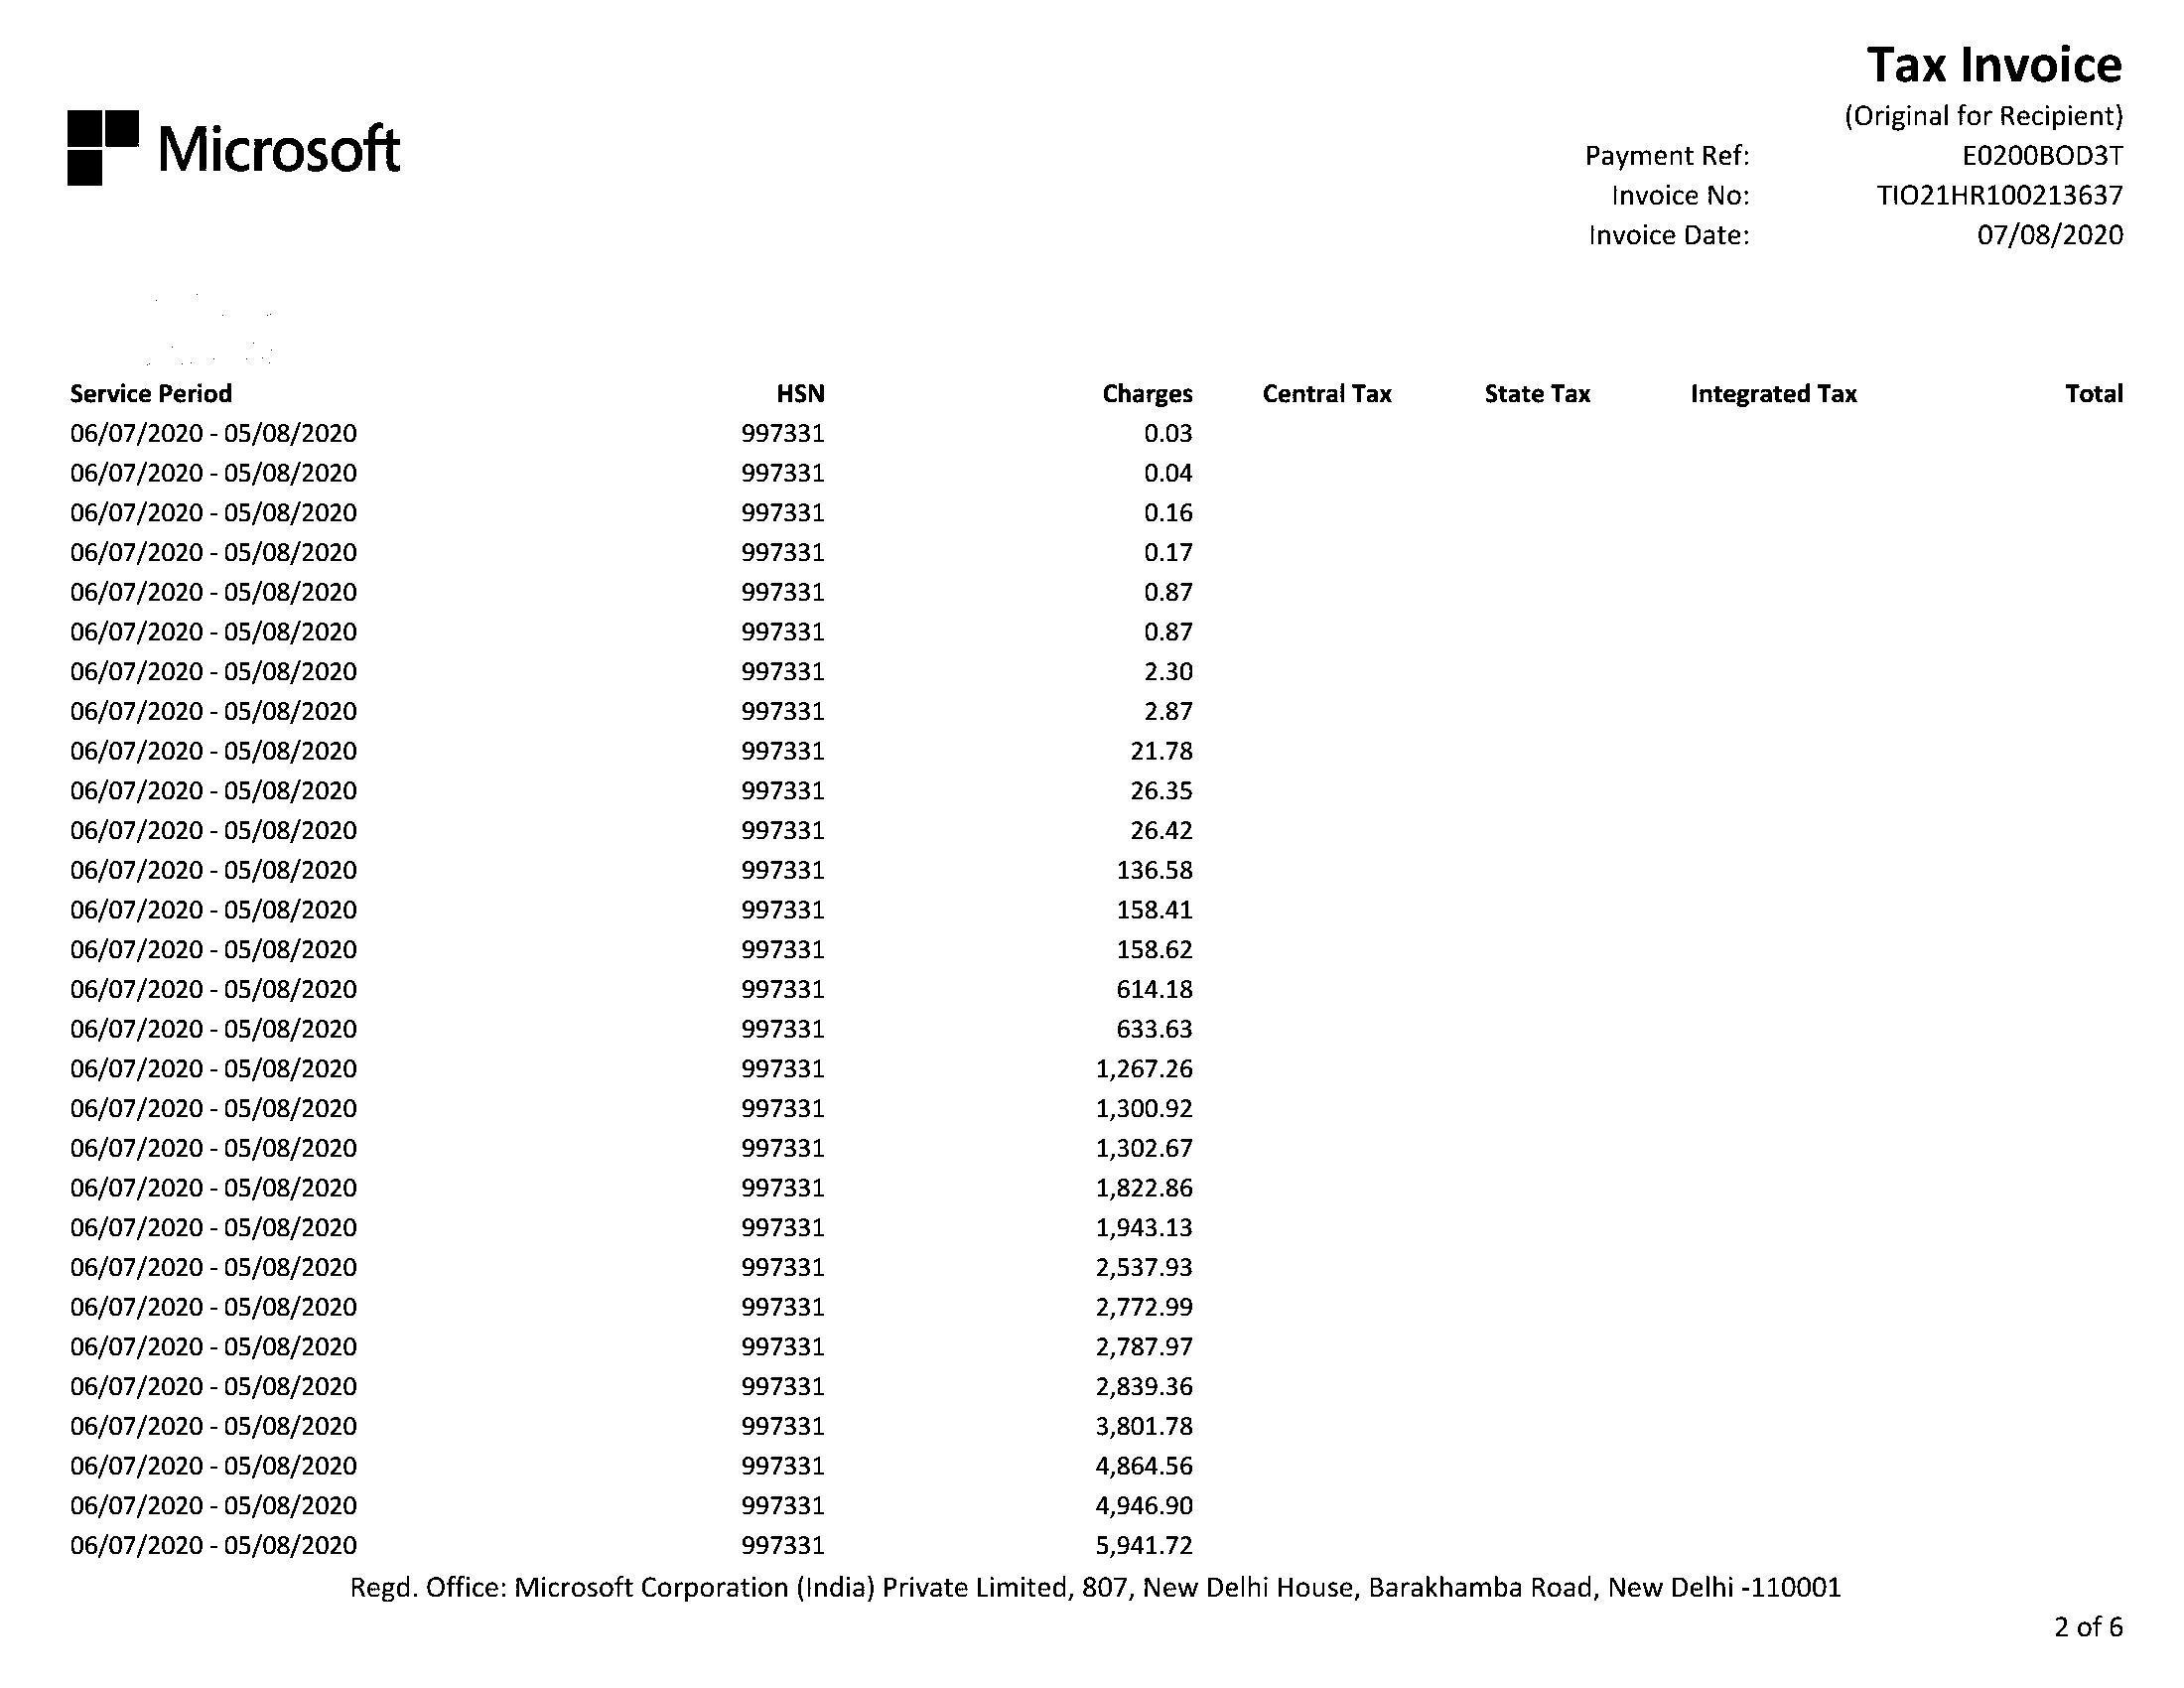 Tax Invoice
(Original for Recipient)
Microsoft
Payment Ref: E0200BOD3T
Invoice No: TIO21HR100213637
Invoice Date: 07/08/2020
Service Period HSN Charges Central Tax State Tax Integrated Tax Total
06/07/2020 - 05/08/2020 997331 0.03
06/07/2020 - 05/08/2020 997331 0.04
06/07/2020 - 05/08/2020 997331 0.16
06/07/2020 - 05/08/2020 997331 0.17
06/07/2020 - 05/08/2020 997331 0.87
06/07/2020 - 05/08/2020 997331 0.87
06/07/2020 - 05/08/2020 997331 2.30
06/07/2020 - 05/08/2020 997331 2.87
06/07/2020 - 05/08/2020 997331 21.78
06/07/2020 - 05/08/2020 997331 26.35
06/07/2020 - 05/08/2020 997331 26.42
06/07/2020 - 05/08/2020 997331 136.58
06/07/2020 - 05/08/2020 997331 158.41
06/07/2020 - 05/08/2020 997331 158.62
06/07/2020 - 05/08/2020 997331 614.18
06/07/2020 - 05/08/2020 997331 633.63
06/07/2020 - 05/08/2020 997331 1,267.26
06/07/2020 - 05/08/2020 997331 1,300.92
06/07/2020 - 05/08/2020 997331 1,302.67
06/07/2020 - 05/08/2020 997331 1,822.86
06/07/2020 - 05/08/2020 997331 1,943.13
06/07/2020 - 05/08/2020 997331 2,537.93
06/07/2020 - 05/08/2020 997331 2,772.99
06/07/2020 - 05/08/2020 997331 2,787.97
06/07/2020 - 05/08/2020 997331 2,839.36
06/07/2020 - 05/08/2020 997331 3,801.78
06/07/2020 - 05/08/2020 997331 4,864.56
06/07/2020 - 05/08/2020 997331 4,946.90
06/07/2020 - 05/08/2020 997331 5,941.72
Regd. Office: Microsoft Corporation (India) Private Limited, 807, New Delhi House, Barakhamba Road, New Delhi -110001
2 of 6